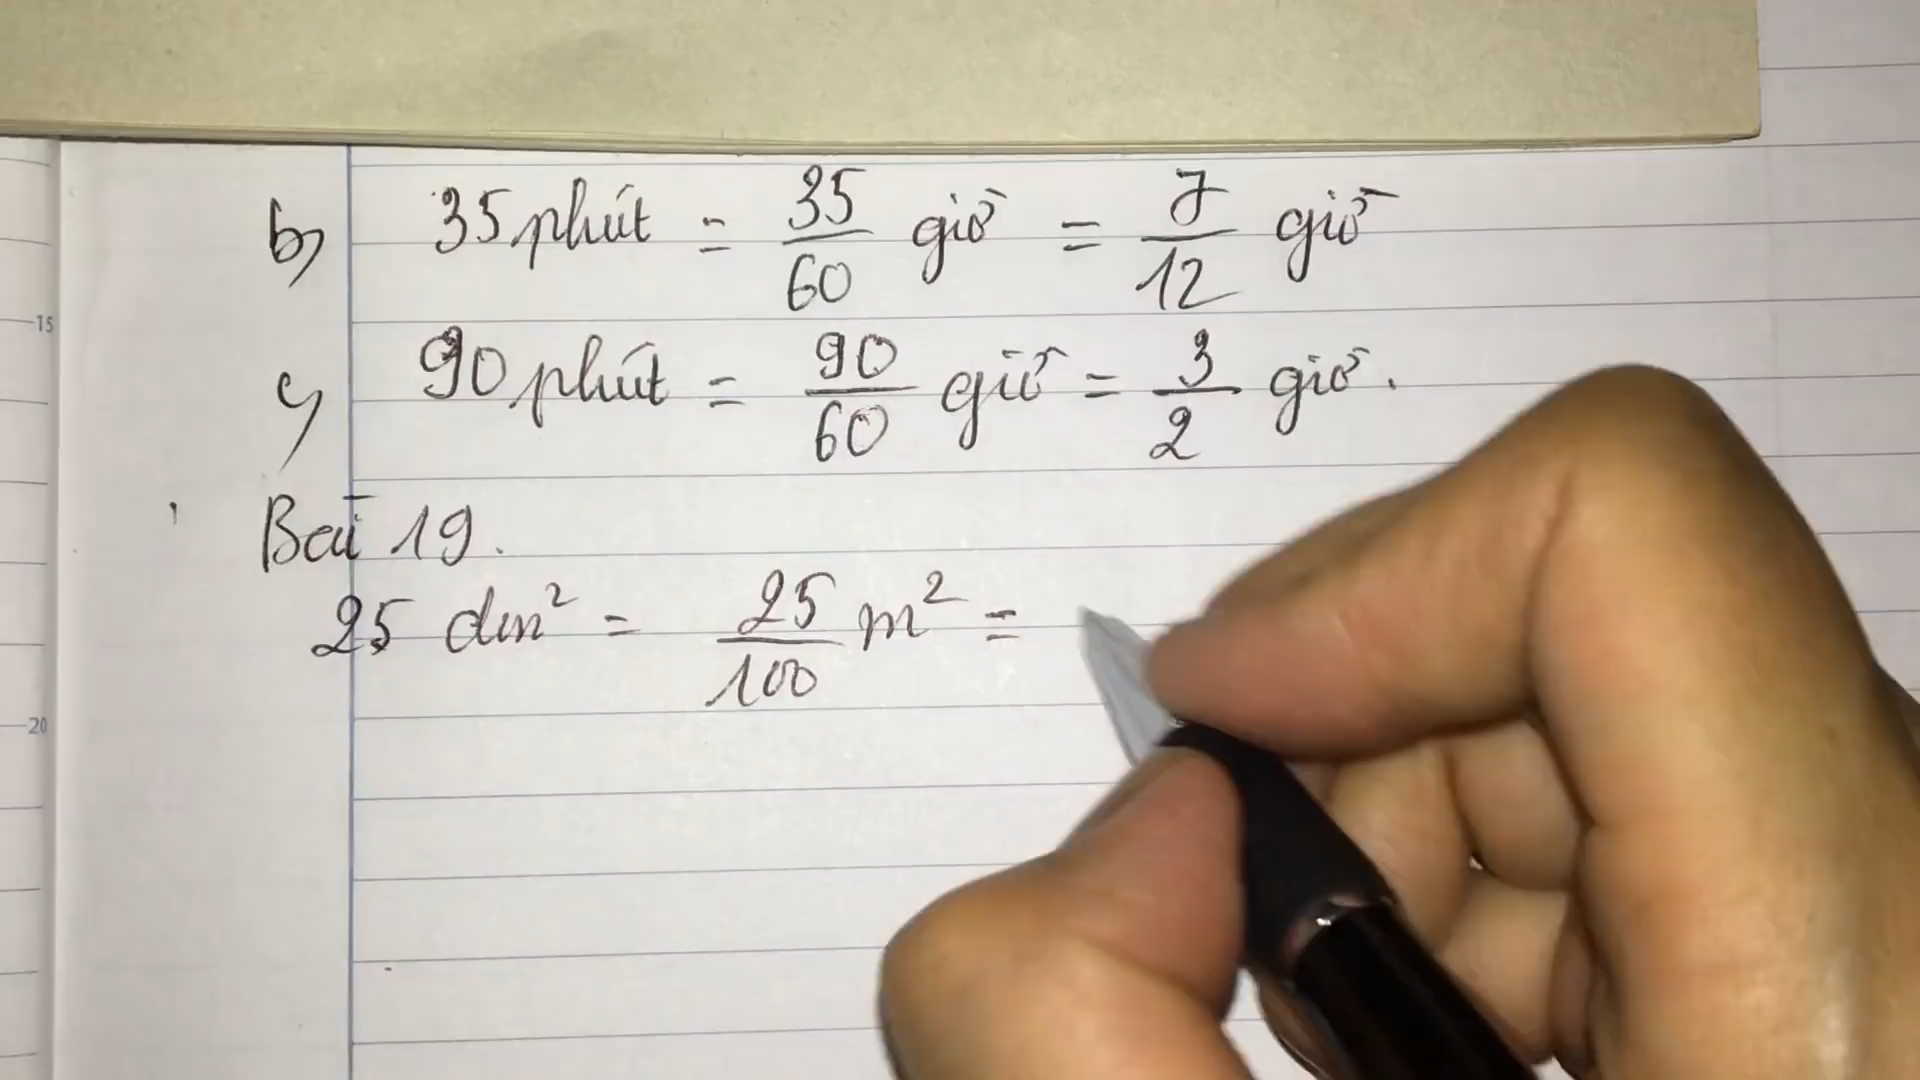 b) 35 phút = 35/60 giờ = 7/12 giờ
c) 90 phút = 90/60 giờ = 3/2 giờ.
15
Bài 19.
25 dm² = 25/100 m² =
20